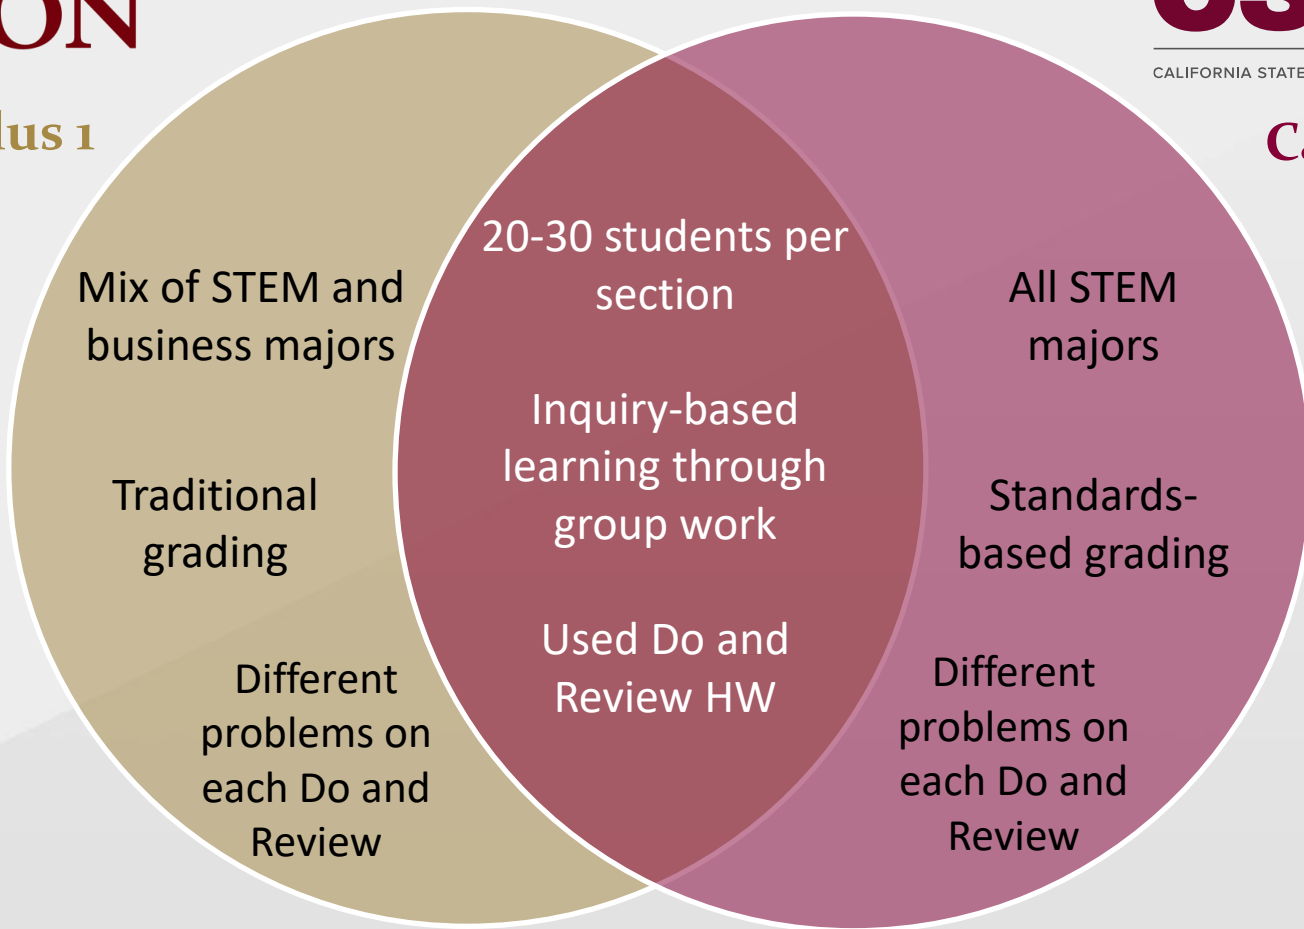 ON
CALIFORNIA STATE
lus 1
Ca
Mix of STEM and
business majors
Traditional
grading
Different
problems on
each Do and
Review
20-30 students per
section
Inquiry-based
learning through
group work
Used Do and
Review HW
All STEM
majors
Standards-
based grading
Different
problems on
each Do and
Review